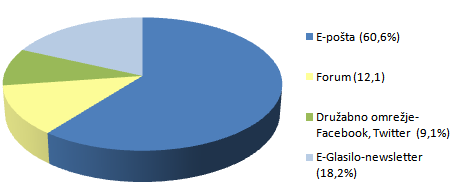 E-pošta (60,6%)
Forum (12,1)
Družabno omrežje-
Facebook, Twitter (9,1%)
E-Glasilo-newsletter
(18,2%)